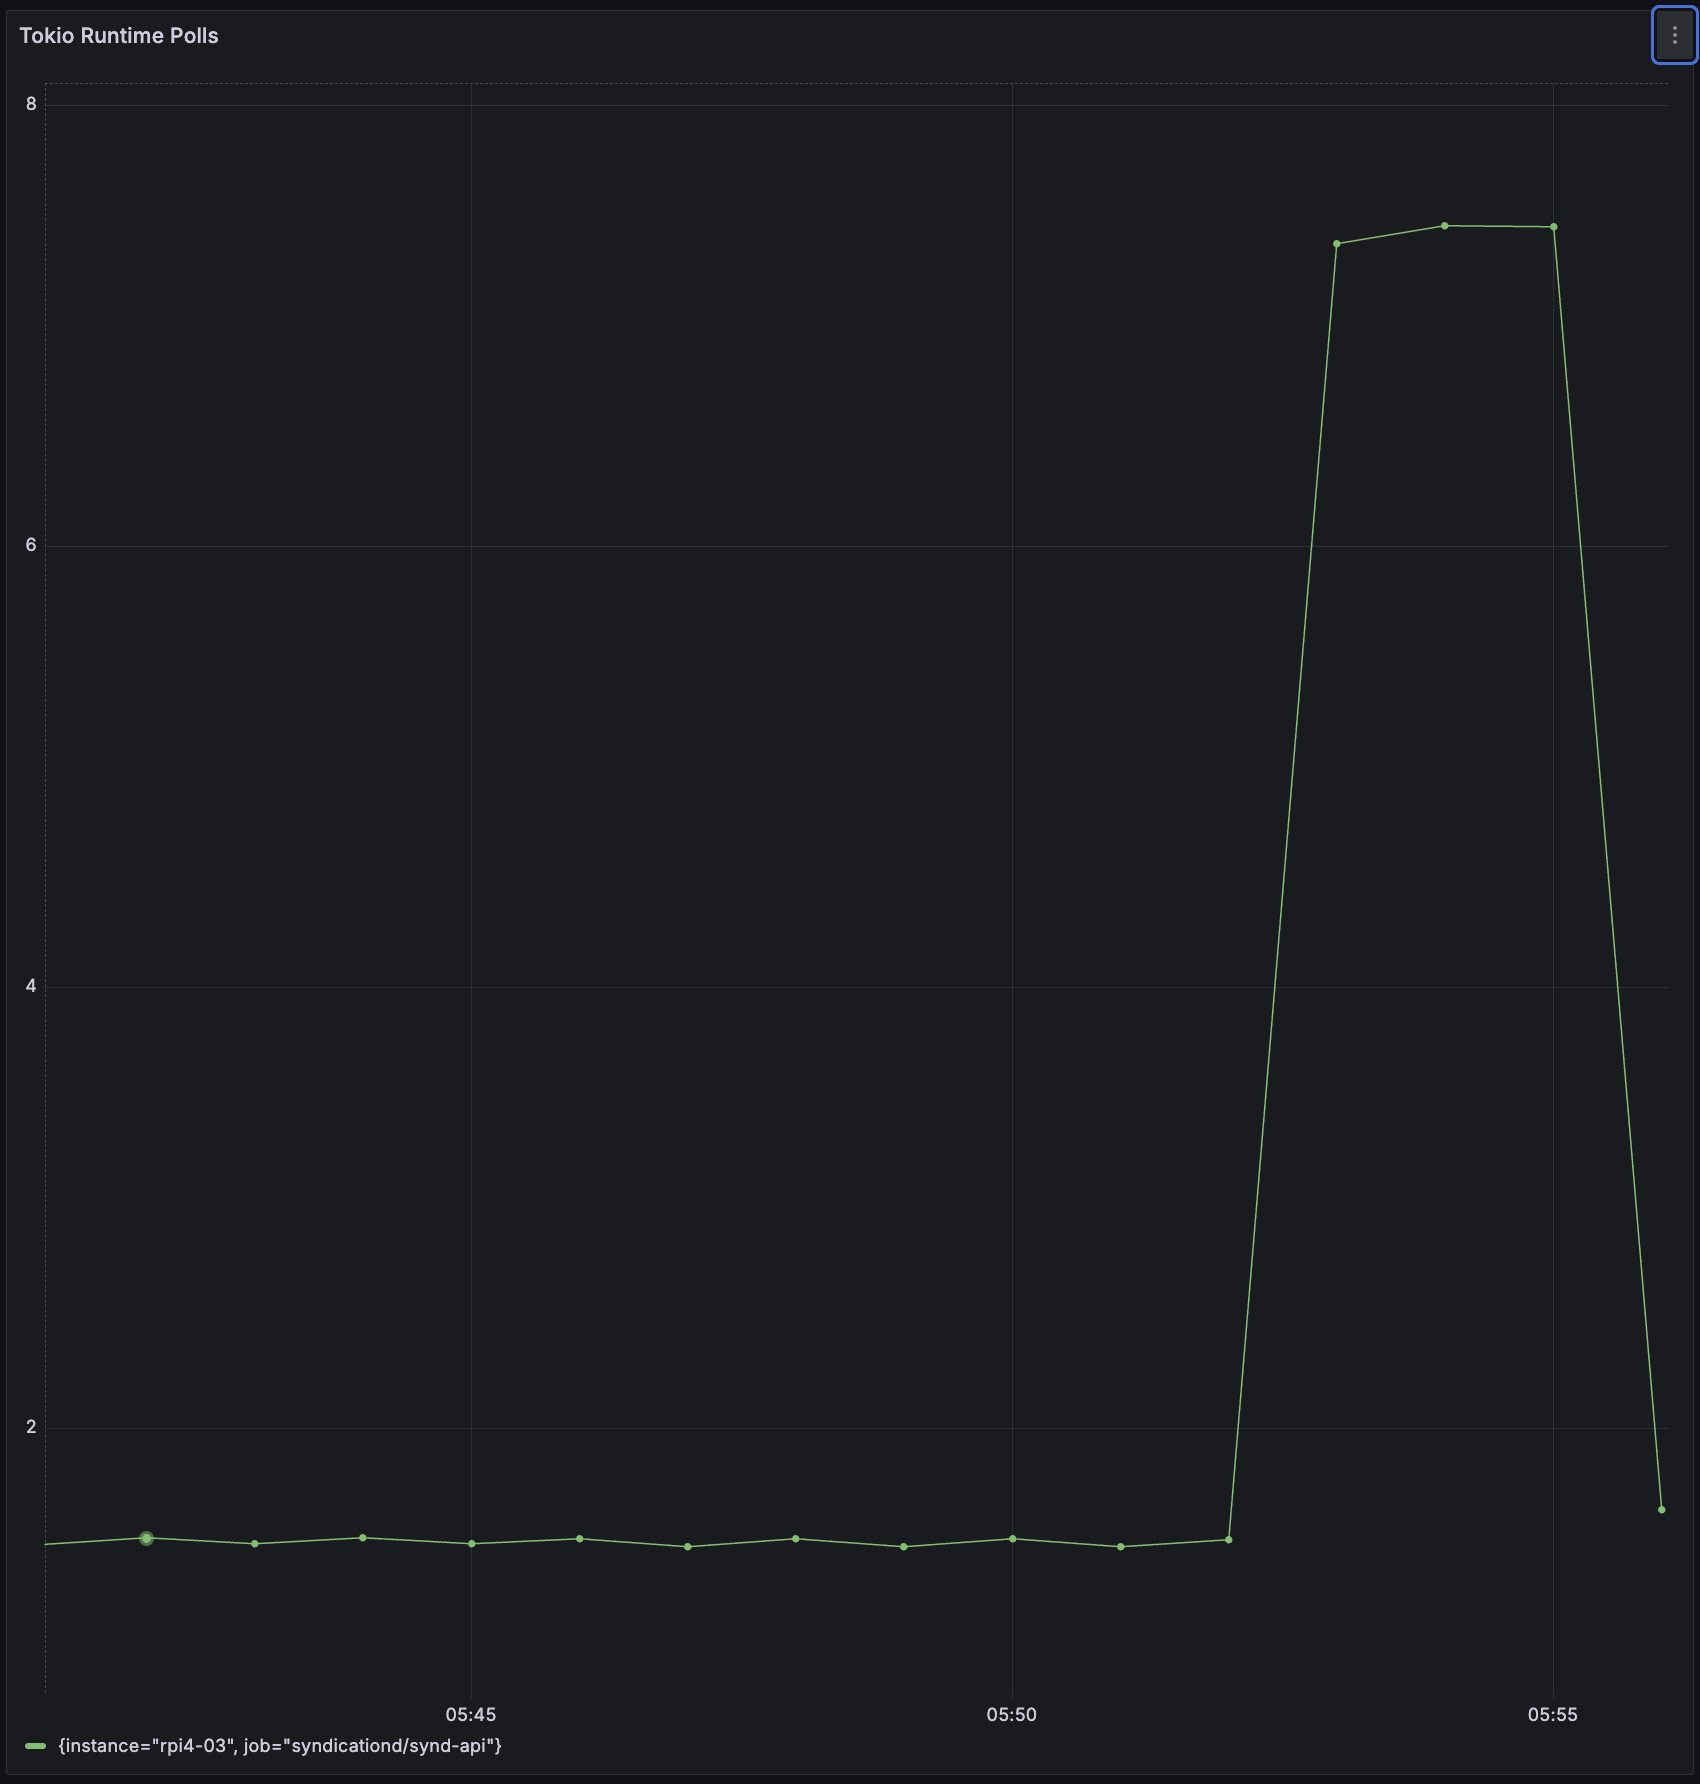 Tokio Runtime Polls
8
6
4
2
05:45 05:50 05:55
{instance="rpi4-03", job="syndicationd/synd-api"}